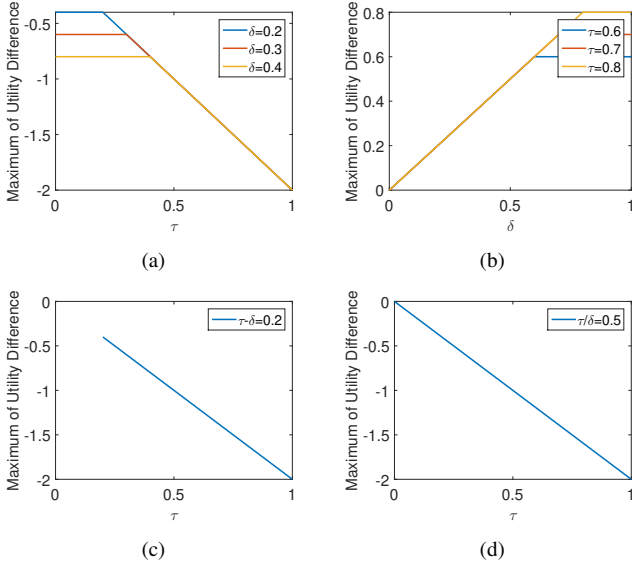 Maximum of Utility Difference
-0.5
-1
-1.5
-2
0
0.5
1
τ
δ=0.2
δ=0.3
δ=0.4
(a)
Maximum of Utility Difference
0.8
0.6
0.4
0.2
0
0
0.5
1
δ
τ=0.6
τ=0.7
τ=0.8
(b)
Maximum of Utility Difference
0
-0.5
-1
-1.5
-2
0
0.5
1
τ
τ-δ=0.2
(c)
Maximum of Utility Difference
0
-0.5
-1
-1.5
-2
0
0.5
1
τ
τ/δ=0.5
(d)